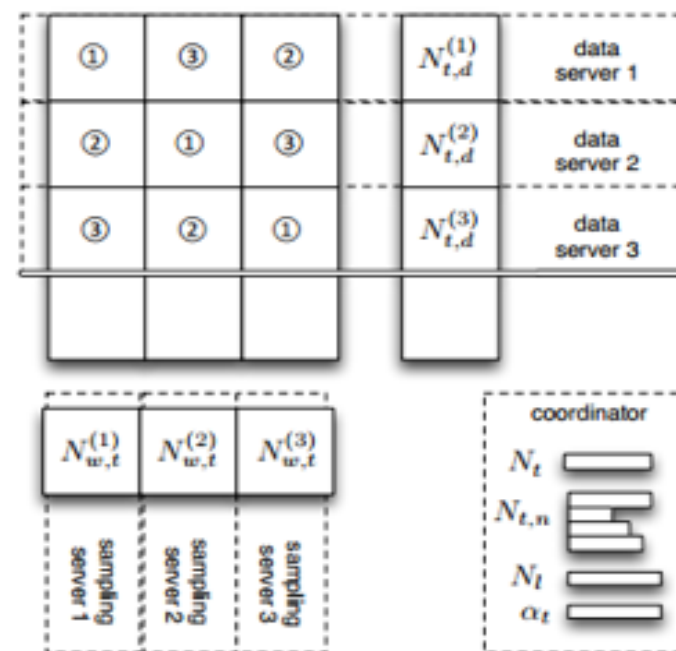 ① ③ ② N_{t,d}^{(1)} data server 1
② ① ③ N_{t,d}^{(2)} data server 2
③ ② ① N_{t,d}^{(3)} data server 3
N_{w,t}^{(1)} N_{w,t}^{(2)} N_{w,t}^{(3)}
sampling server 1
sampling server 2
sampling server 3
coordinator
N_t
N_{t,n}
N_l
α_t